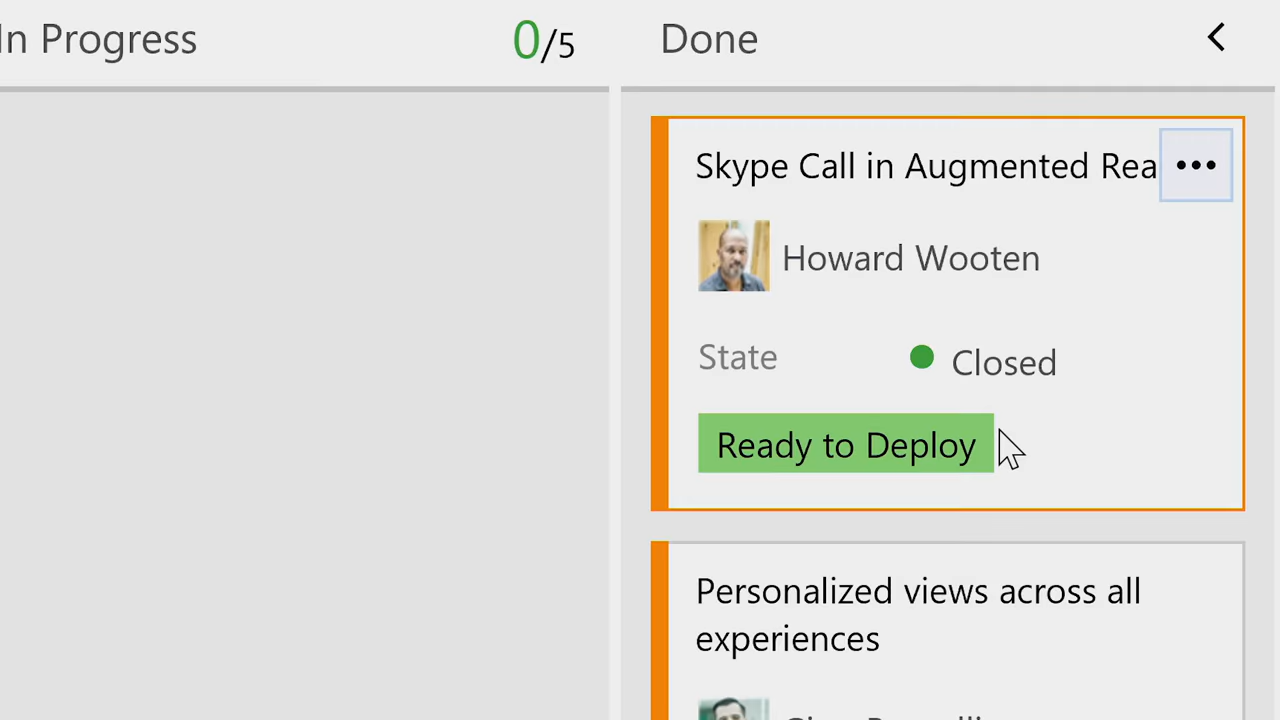 In Progress 0/5
Done
Skype Call in Augmented Rea
Howard Wooten
State Closed
Ready to Deploy
Personalized views across all
experiences